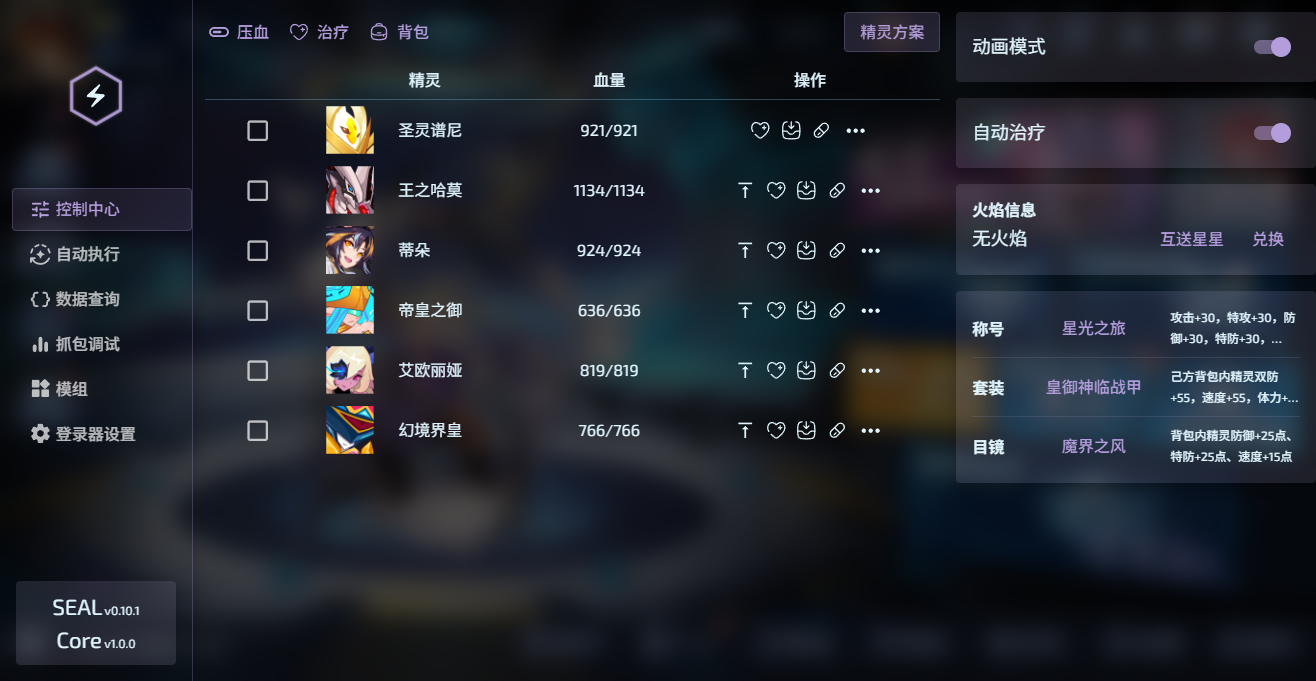 压血 治疗 背包 精灵方案
精灵 血量 操作
圣灵谱尼 921/921
王之哈莫 1134/1134
蒂朵 924/924
帝皇之御 636/636
艾欧丽娅 819/819
幻境界皇 766/766
控制中心
自动执行
数据查询
抓包调试
模组
登录器设置
SEAL v0.10.1
Core v1.0.0
动画模式
自动治疗
火焰信息
无火焰 互送星星 兑换
称号 星光之旅
攻击+30，特攻+30，防
御+30，特防+30，...
套装 皇御神临战甲
己方背包内精灵双防
+55，速度+55，体力+...
目镜 魔界之风
背包内精灵防御+25点、
特防+25点、速度+15点